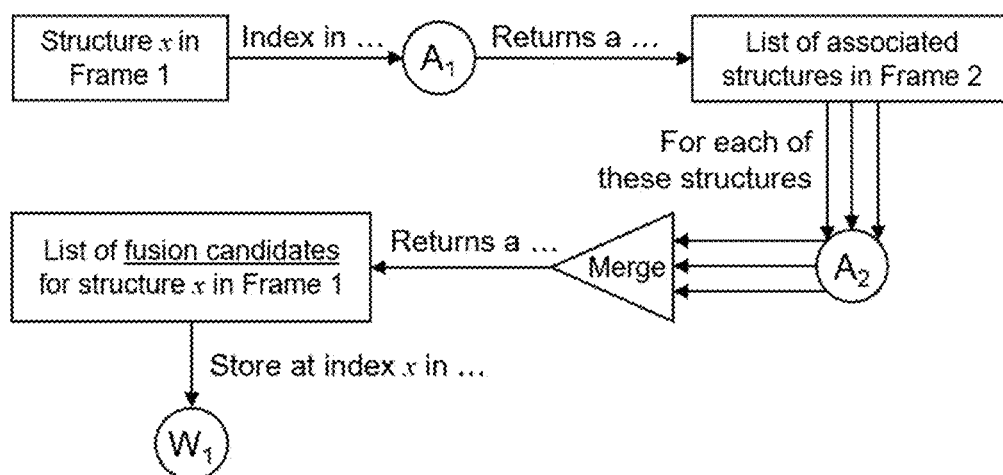 Structure x in
Frame 1
Index in ...
A₁
Returns a ...
List of associated
structures in Frame 2
For each of
these structures
A₂
Merge
Returns a ...
List of fusion candidates
for structure x in Frame 1
Store at index x in ...
W₁